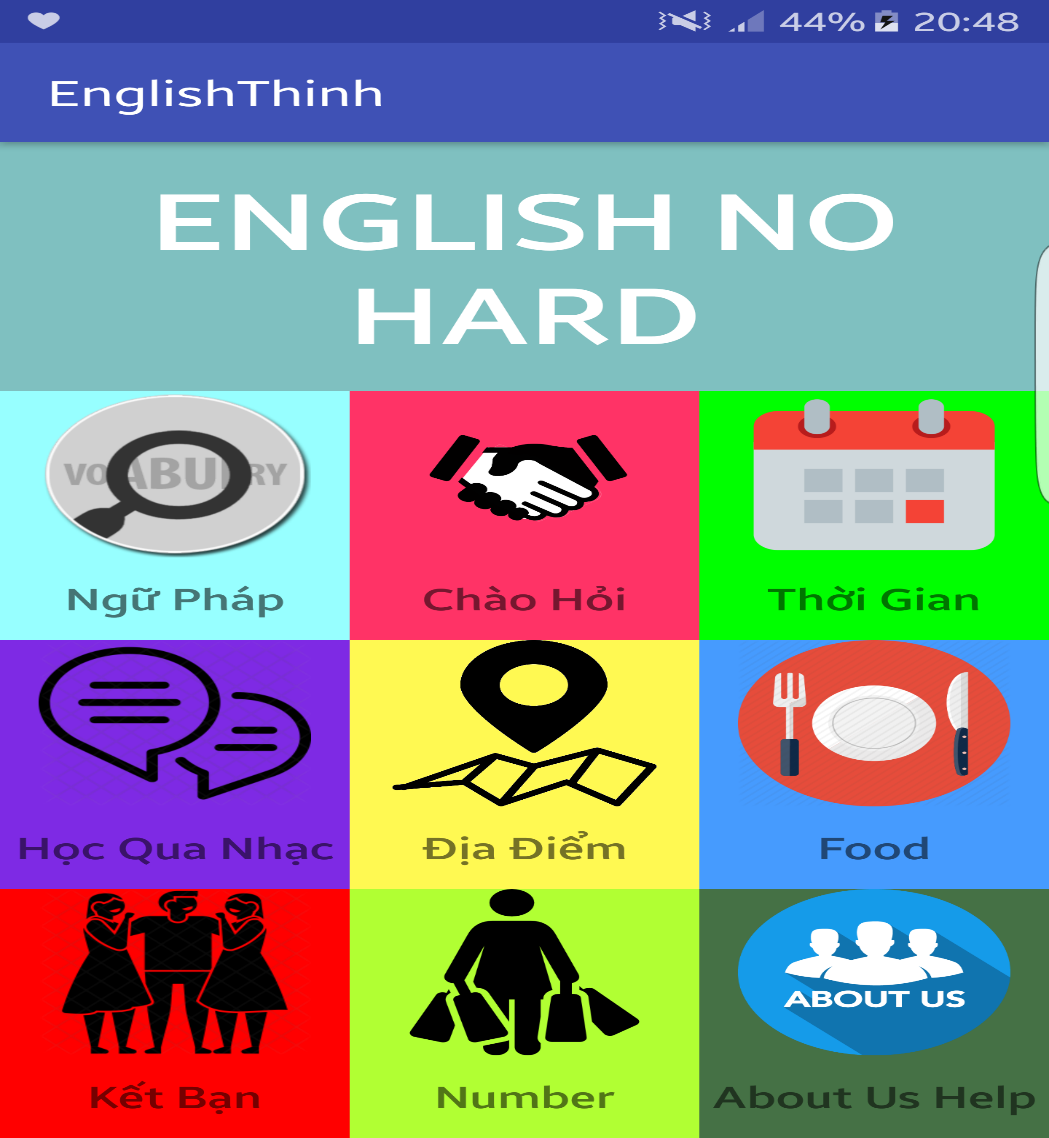 44% 20:48
EnglishThinh
ENGLISH NO
HARD
VOCABULARY
Ngữ Pháp
Chào Hỏi
Thời Gian
Học Qua Nhạc
Địa Điểm
Food
ABOUT US
Kết Bạn
Number
About Us Help